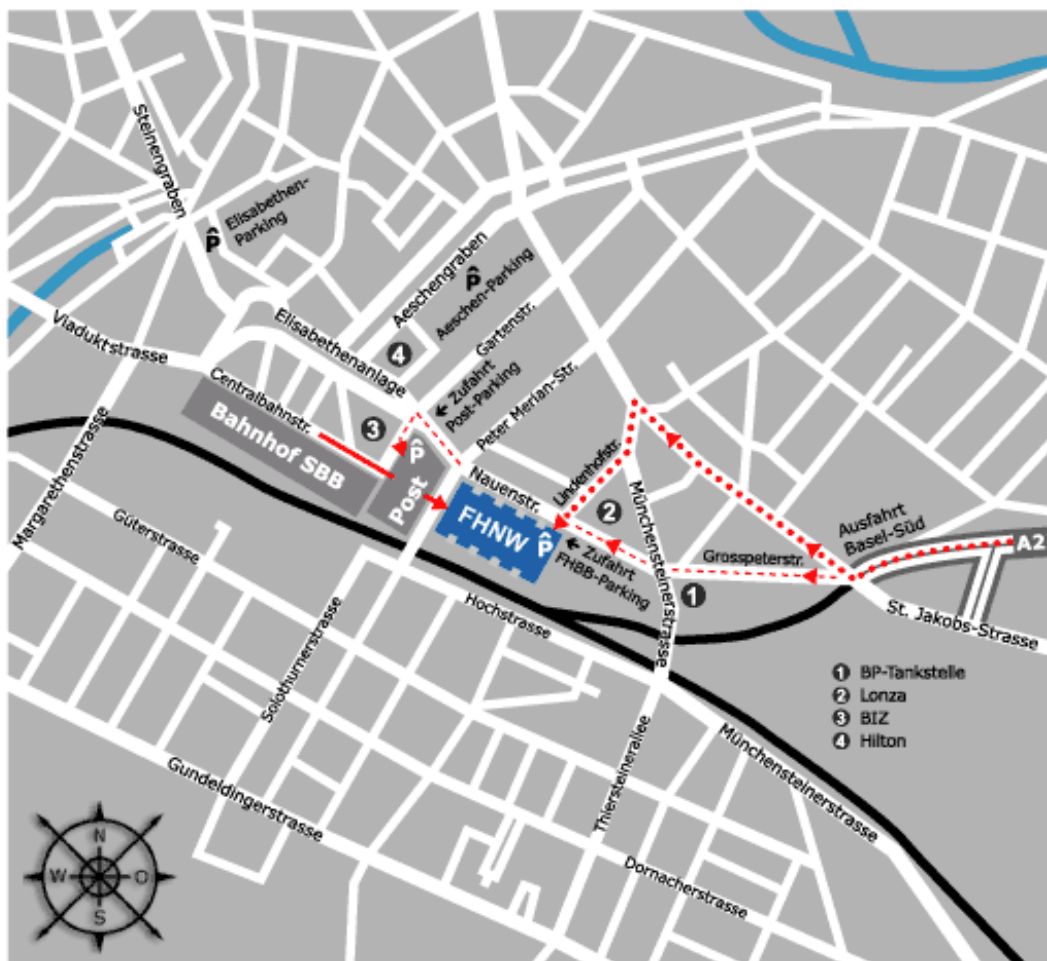 Steinengraben
Elisabethen-
Parking
P
Aeschengraben
P
Aeschen-Parking
Gartenstr.
Elisabethenanlage
4
Viaduktstrasse
Zufahrt
Post-Parking
Peter Merian-Str.
Centralbahnstr.
3
Bahnhof SBB
P
Post
Nauenstr.
Lindenhofstr.
Münchensteinerstrasse
2
FHNW
P
Zufahrt
FHBB-Parking
Ausfahrt
Basel-Süd
A2
Grosspeterstr.
1
St. Jakobs-Strasse
Margarethenstrasse
Güterstrasse
Hochstrasse
Solothurnerstrasse
Gundeldingerstrasse
Thiersteinerallee
Münchensteinerstrasse
Dornacherstrasse
1 BP-Tankstelle
2 Lonza
3 BIZ
4 Hilton
N
W O
S